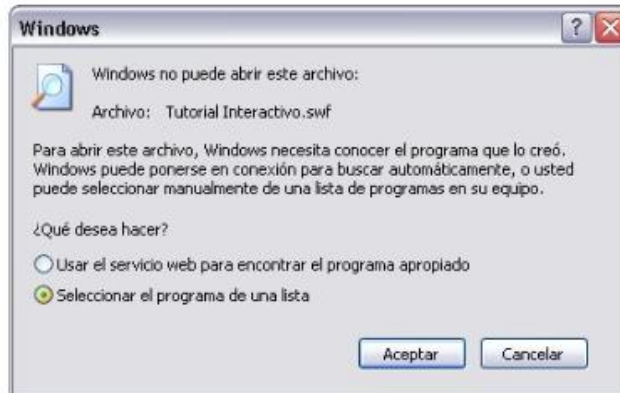 Windows
Windows no puede abrir este archivo:
Archivo: Tutorial Interactivo.swf
Para abrir este archivo, Windows necesita conocer el programa que lo creó.
Windows puede ponerse en conexión para buscar automáticamente, o usted
puede seleccionar manualmente de una lista de programas en su equipo.
¿Qué desea hacer?
Usar el servicio web para encontrar el programa apropiado
Seleccionar el programa de una lista
Aceptar Cancelar